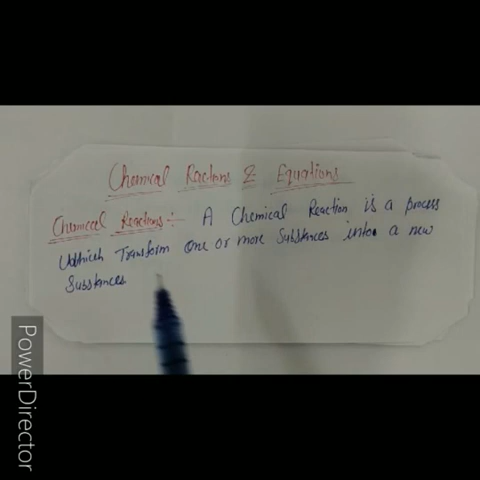 Chemical Reactions & Equations
Chemical Reactions :- A Chemical Reaction is a process
Which Transform One or more Substances into a new
Substances
PowerDirector